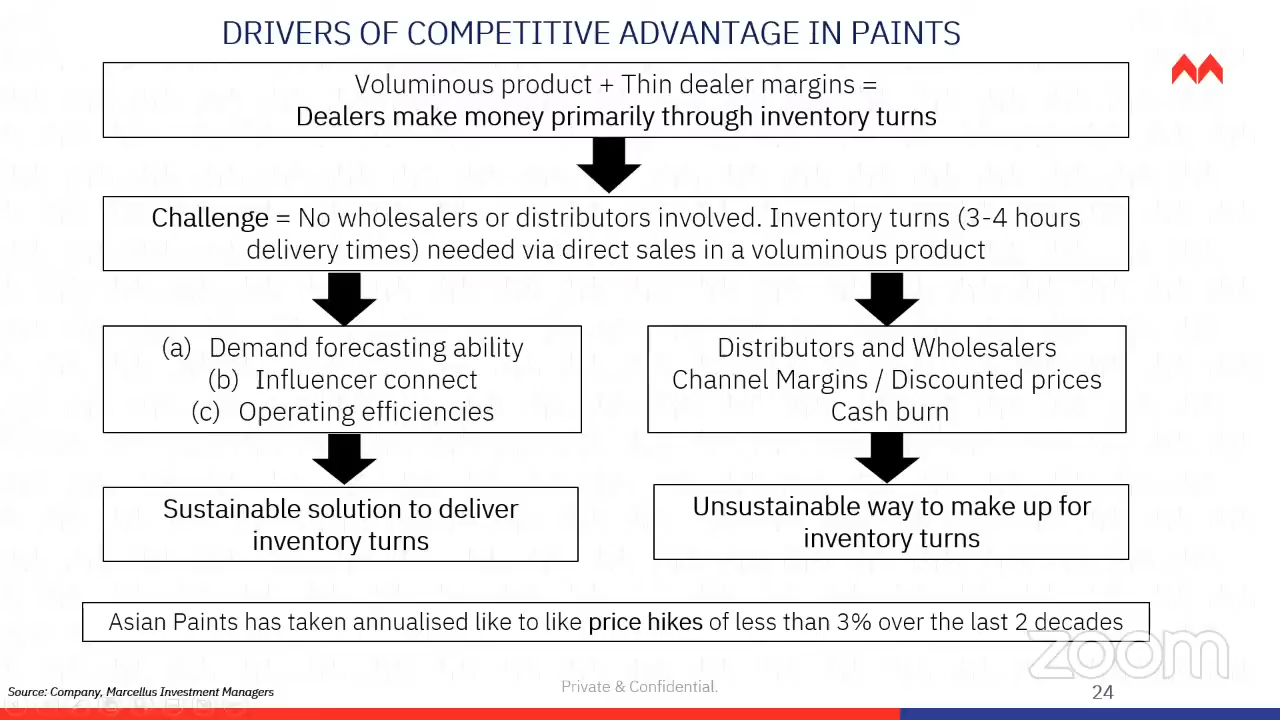 DRIVERS OF COMPETITIVE ADVANTAGE IN PAINTS
Voluminous product + Thin dealer margins =
Dealers make money primarily through inventory turns
Challenge = No wholesalers or distributors involved. Inventory turns (3-4 hours
delivery times) needed via direct sales in a voluminous product
(a) Demand forecasting ability
(b) Influencer connect
(c) Operating efficiencies
Distributors and Wholesalers
Channel Margins / Discounted prices
Cash burn
Sustainable solution to deliver
inventory turns
Unsustainable way to make up for
inventory turns
Asian Paints has taken annualised like to like price hikes of less than 3% over the last 2 decades
zoom
Source: Company, Marcellus Investment Managers
Private & Confidential.
24